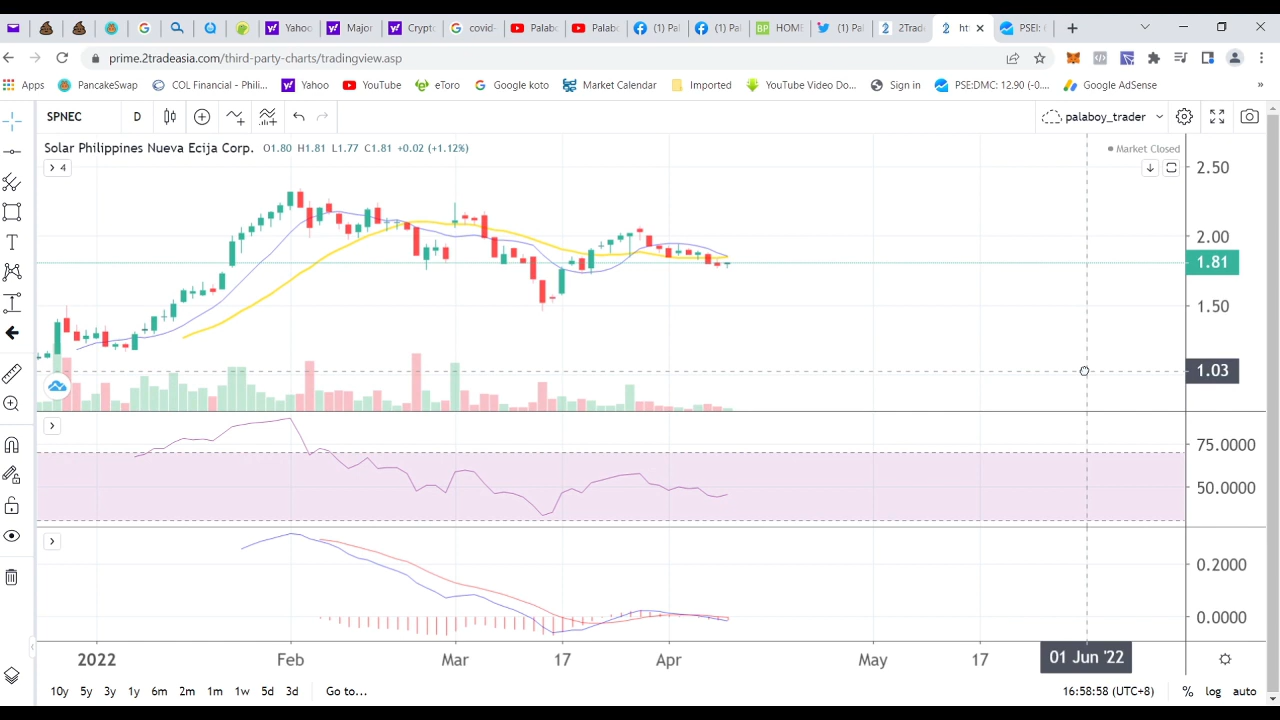 Yahoo
Major
Crypt
covid-
Palabo
Palabo
(1) Pal
(1) Pal
BP HOME
(1) Pal
2Trade
PSEI:
prime.2tradeasia.com/third-party-charts/tradingview.asp
Apps PancakeSwap COL Financial - Phili... Yahoo YouTube eToro Google koto Market Calendar Imported YouTube Video Do... Sign in PSE:DMC: 12.90 (-0.... Google AdSense »
SPNEC D palaboy_trader
Solar Philippines Nueva Ecija Corp. O1.80 H1.81 L1.77 C1.81 +0.02 (+1.12%) Market Closed
4
2.50
2.00
1.81
1.50
1.03
75.0000
50.0000
0.2000
0.0000
2022 Feb Mar 17 Apr May 17 01 Jun '22
10y 5y 3y 1y 6m 2m 1m 1w 5d 3d Go to... 16:58:58 (UTC+8) % log auto